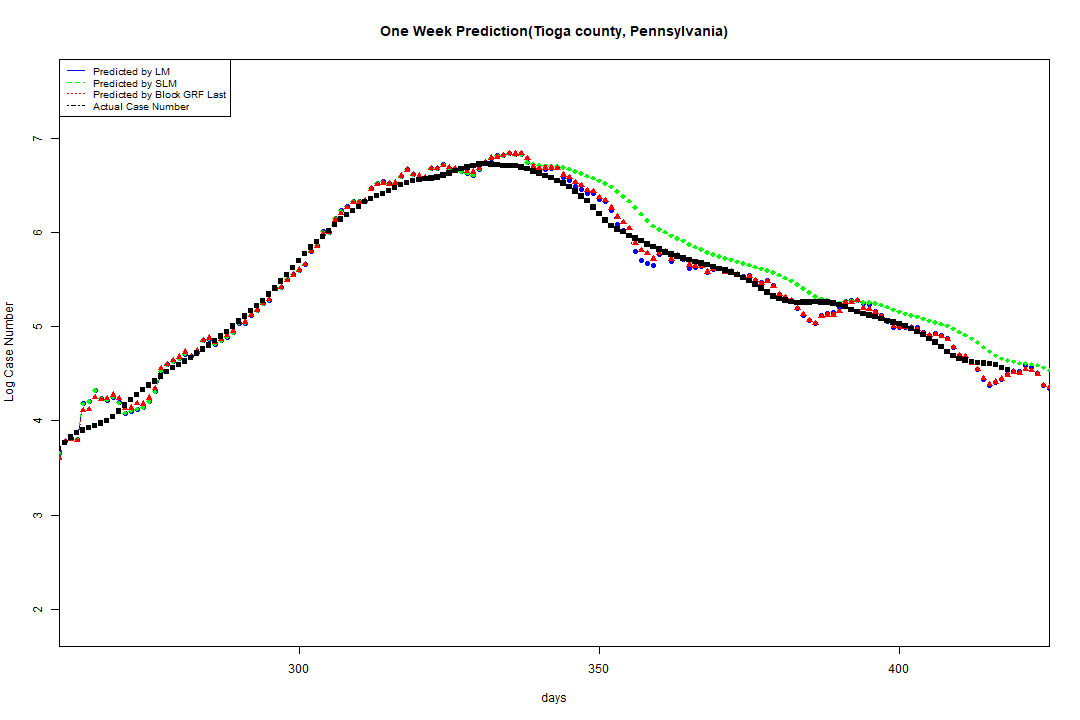 One Week Prediction(Tioga county, Pennsylvania)
Predicted by LM
Predicted by SLM
Predicted by Block GRF Last
Actual Case Number
7
6
5
4
3
2
Log Case Number
300
350
400
days